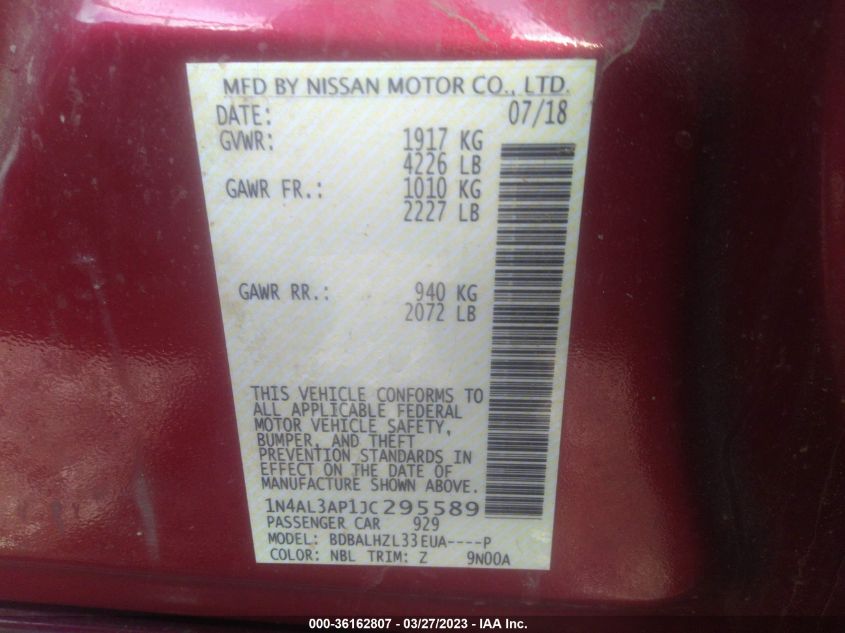 MFD BY NISSAN MOTOR CO., LTD.
DATE: 07/18
GVWR: 1917 KG
4226 LB
GAWR FR.: 1010 KG
2227 LB
GAWR RR.: 940 KG
2072 LB
THIS VEHICLE CONFORMS TO
ALL APPLICABLE FEDERAL
MOTOR VEHICLE SAFETY,
BUMPER, AND THEFT
PREVENTION STANDARDS IN
EFFECT ON THE DATE OF
MANUFACTURE SHOWN ABOVE.
1N4AL3AP1JC295589
PASSENGER CAR 929
MODEL: BDBALHZL33EUA----P
COLOR: NBL TRIM: Z 9N00A
000-36162807 - 03/27/2023 - IAA Inc.